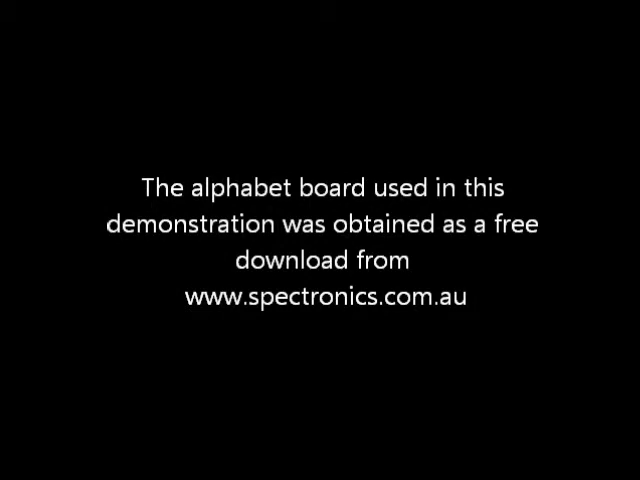 The alphabet board used in this
demonstration was obtained as a free
download from
www.spectronics.com.au